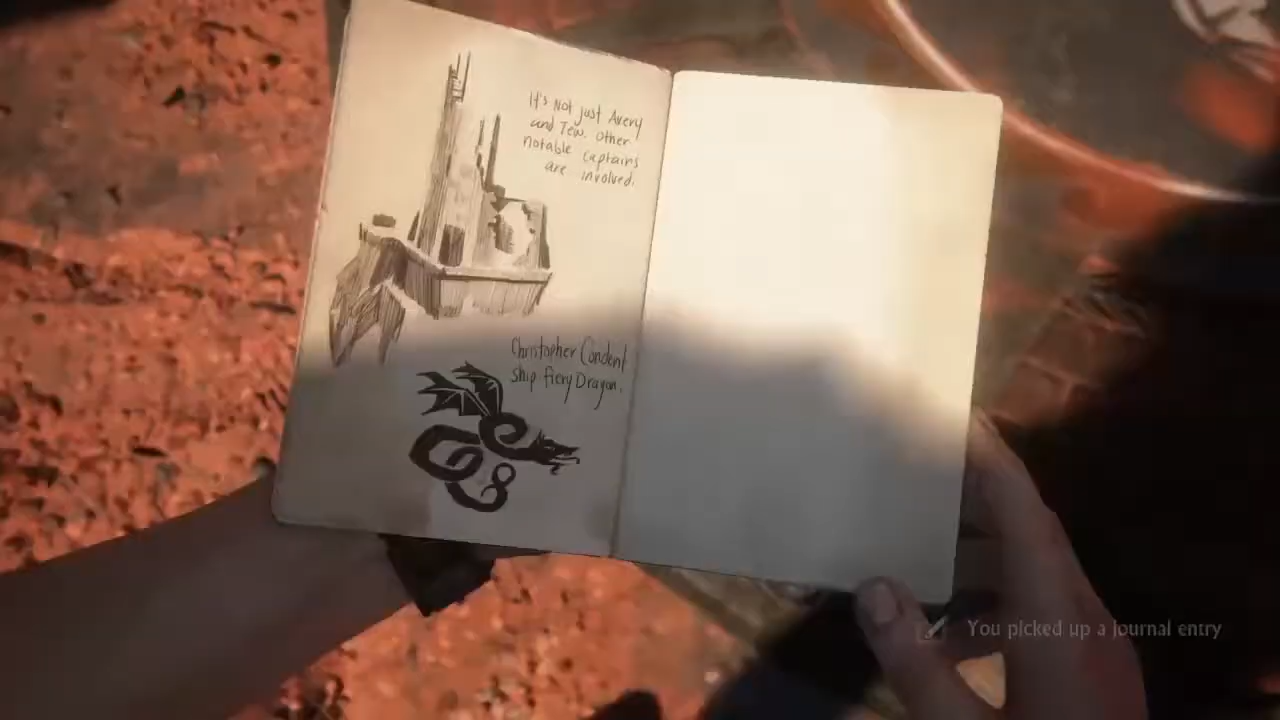 It's Not just Avery
and Tew. Other
notable captains
are involved.
Christopher Condent
ship Fiery Dragon.
You picked up a journal entry